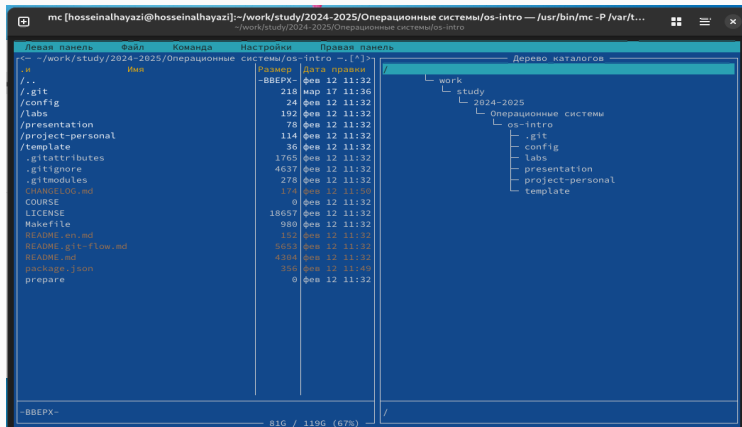 mc [hosseinalhayazi@hosseinalhayazi]:~/work/study/2024-2025/Операционные системы/os-intro — /usr/bin/mc -P /var/t…
~/work/study/2024-2025/Операционные системы/os-intro
Левая панель Файл Команда Настройки Правая панель
<— ~/work/study/2024-2025/Операционные системы/os-intro —.[^]>
.и Имя Размер Дата правки
/.. -ВВЕРХ- фев 12 11:32
/.git 218 мар 17 11:36
/config 24 фев 12 11:32
/labs 192 фев 12 11:32
/presentation 78 фев 12 11:32
/project-personal 114 фев 12 11:32
/template 36 фев 12 11:32
.gitattributes 1765 фев 12 11:32
.gitignore 4637 фев 12 11:32
.gitmodules 278 фев 12 11:32
CHANGELOG.md 174 фев 12 11:50
COURSE 0 фев 12 11:32
LICENSE 18657 фев 12 11:32
Makefile 980 фев 12 11:32
README.en.md 152 фев 12 11:32
README.git-flow.md 5653 фев 12 11:32
README.md 4304 фев 12 11:32
package.json 356 фев 12 11:49
prepare 0 фев 12 11:32
-ВВЕРХ-
81G / 119G (67%)
Дерево каталогов
/
work
study
2024-2025
Операционные системы
os-intro
.git
config
labs
presentation
project-personal
template
/